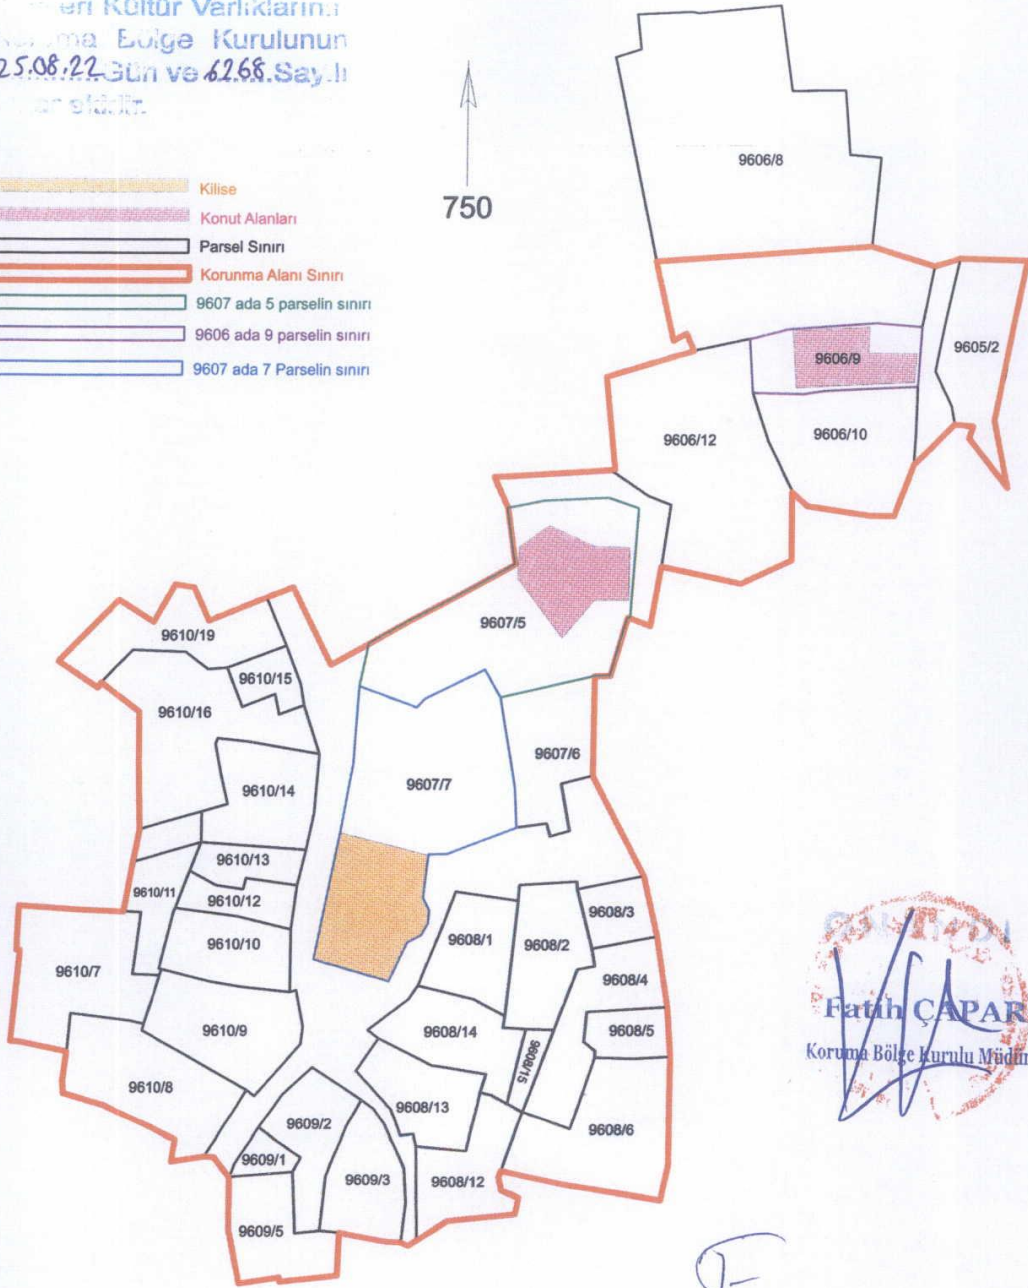 Kültür Varlıklarını
Bölge Kurulunun
25.08.22 Gün ve 6268 Sayılı
Kilise
Konut Alanları
Parsel Sınırı
Korunma Alanı Sınırı
9607 ada 5 parselin sınırı
9606 ada 9 parselin sınırı
9607 ada 7 Parselin sınırı
750
9606/8
9606/9
9605/2
9606/12
9606/10
9607/5
9610/19
9610/15
9610/16
9607/6
9607/7
9610/14
9610/13
9610/11
9610/12
9610/10
9608/1
9608/2
9608/3
9608/4
9610/7
9610/9
9608/14
9608/5
9608/15
9610/8
9608/13
9609/2
9608/6
9609/1
9609/3
9608/12
9609/5
Fatih ÇAPAR
Koruma Bölge Kurulu Müdürü